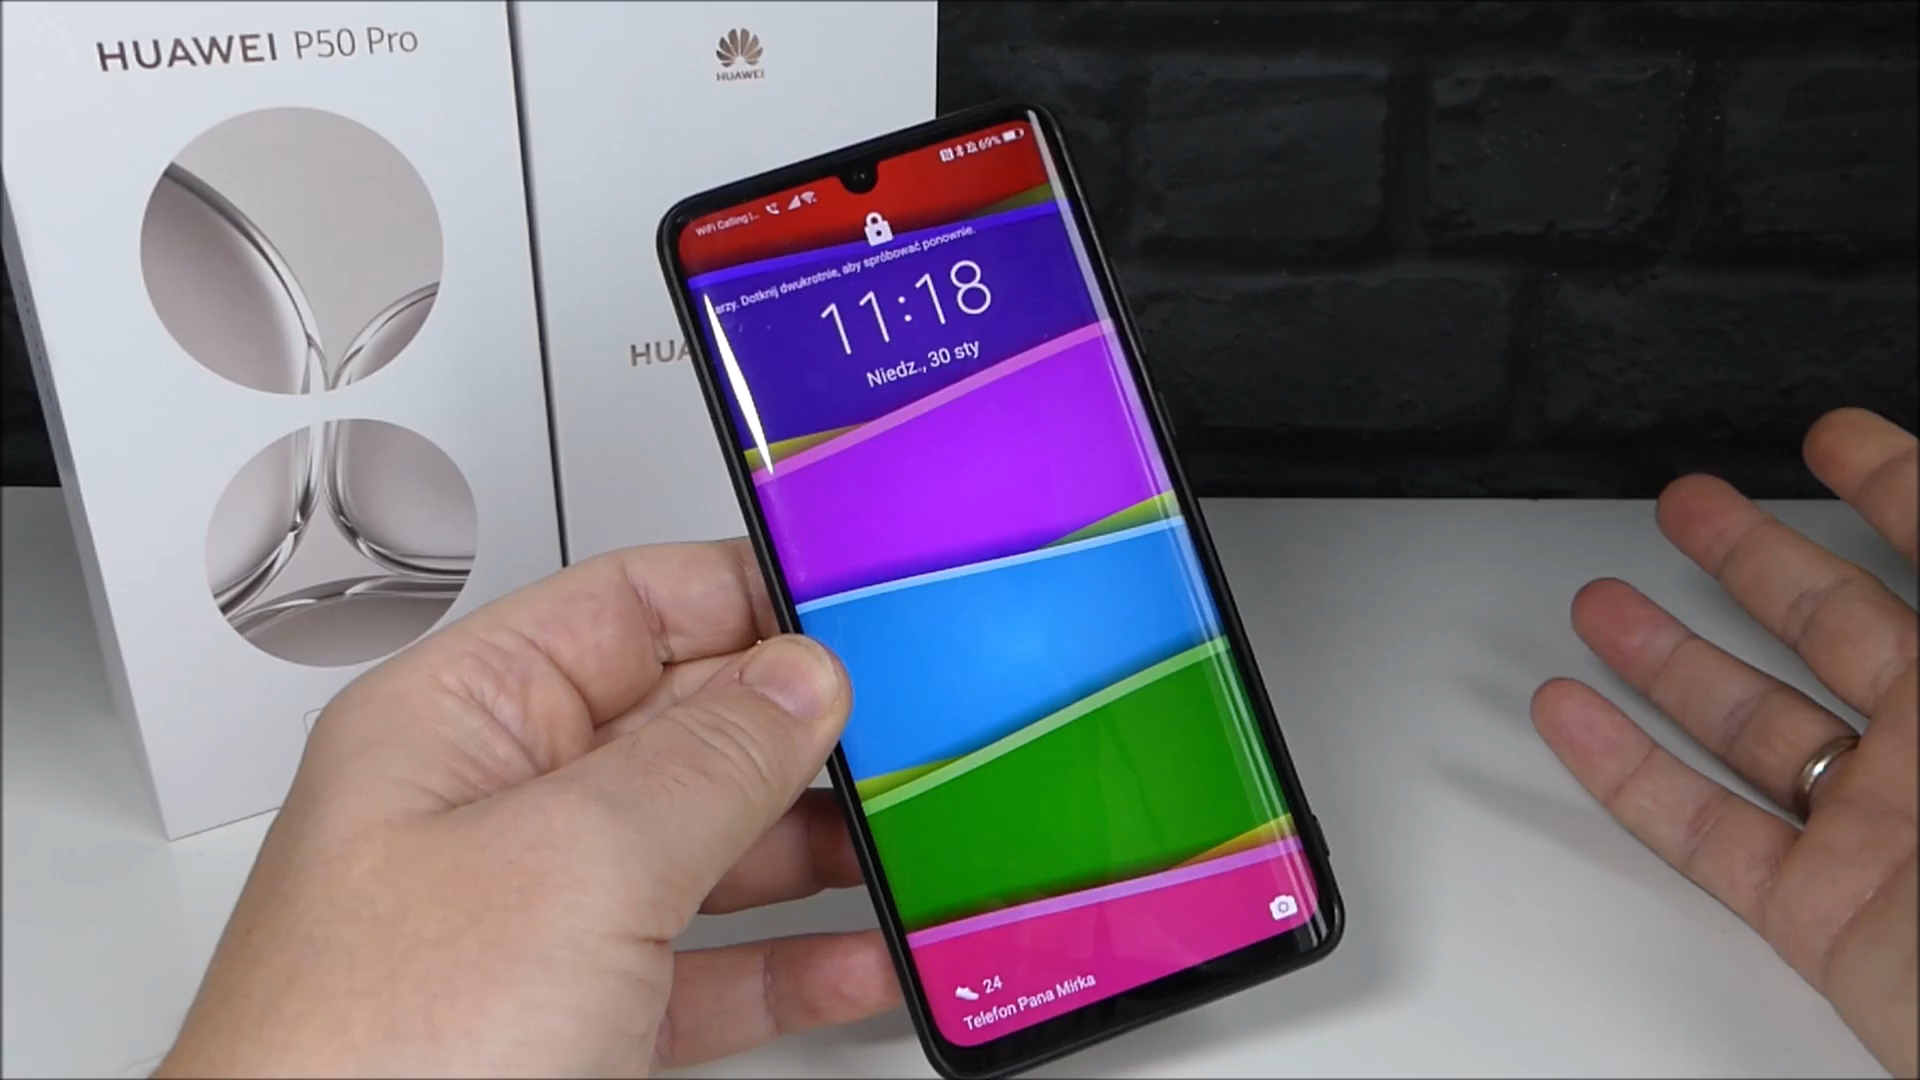 HUAWEI P50 Pro
HUAWEI
HUA
WiFi Calling |...
69%
arzy. Dotknij dwukrotnie, aby spróbować ponownie.
11:18
Niedz., 30 sty
24
Telefon Pana Mirka